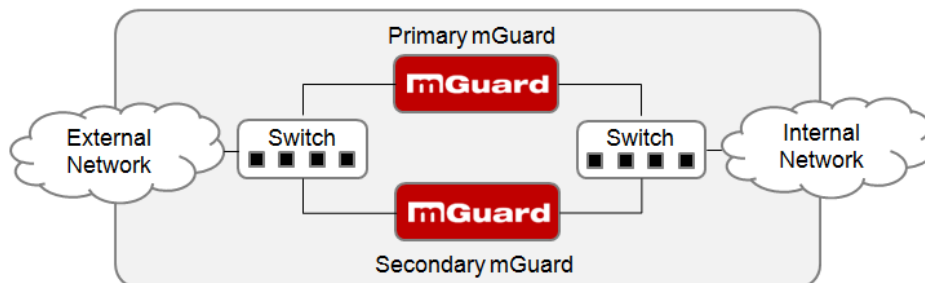 Primary mGuard
mGuard
External
Network
Switch
Switch
Internal
Network
mGuard
Secondary mGuard